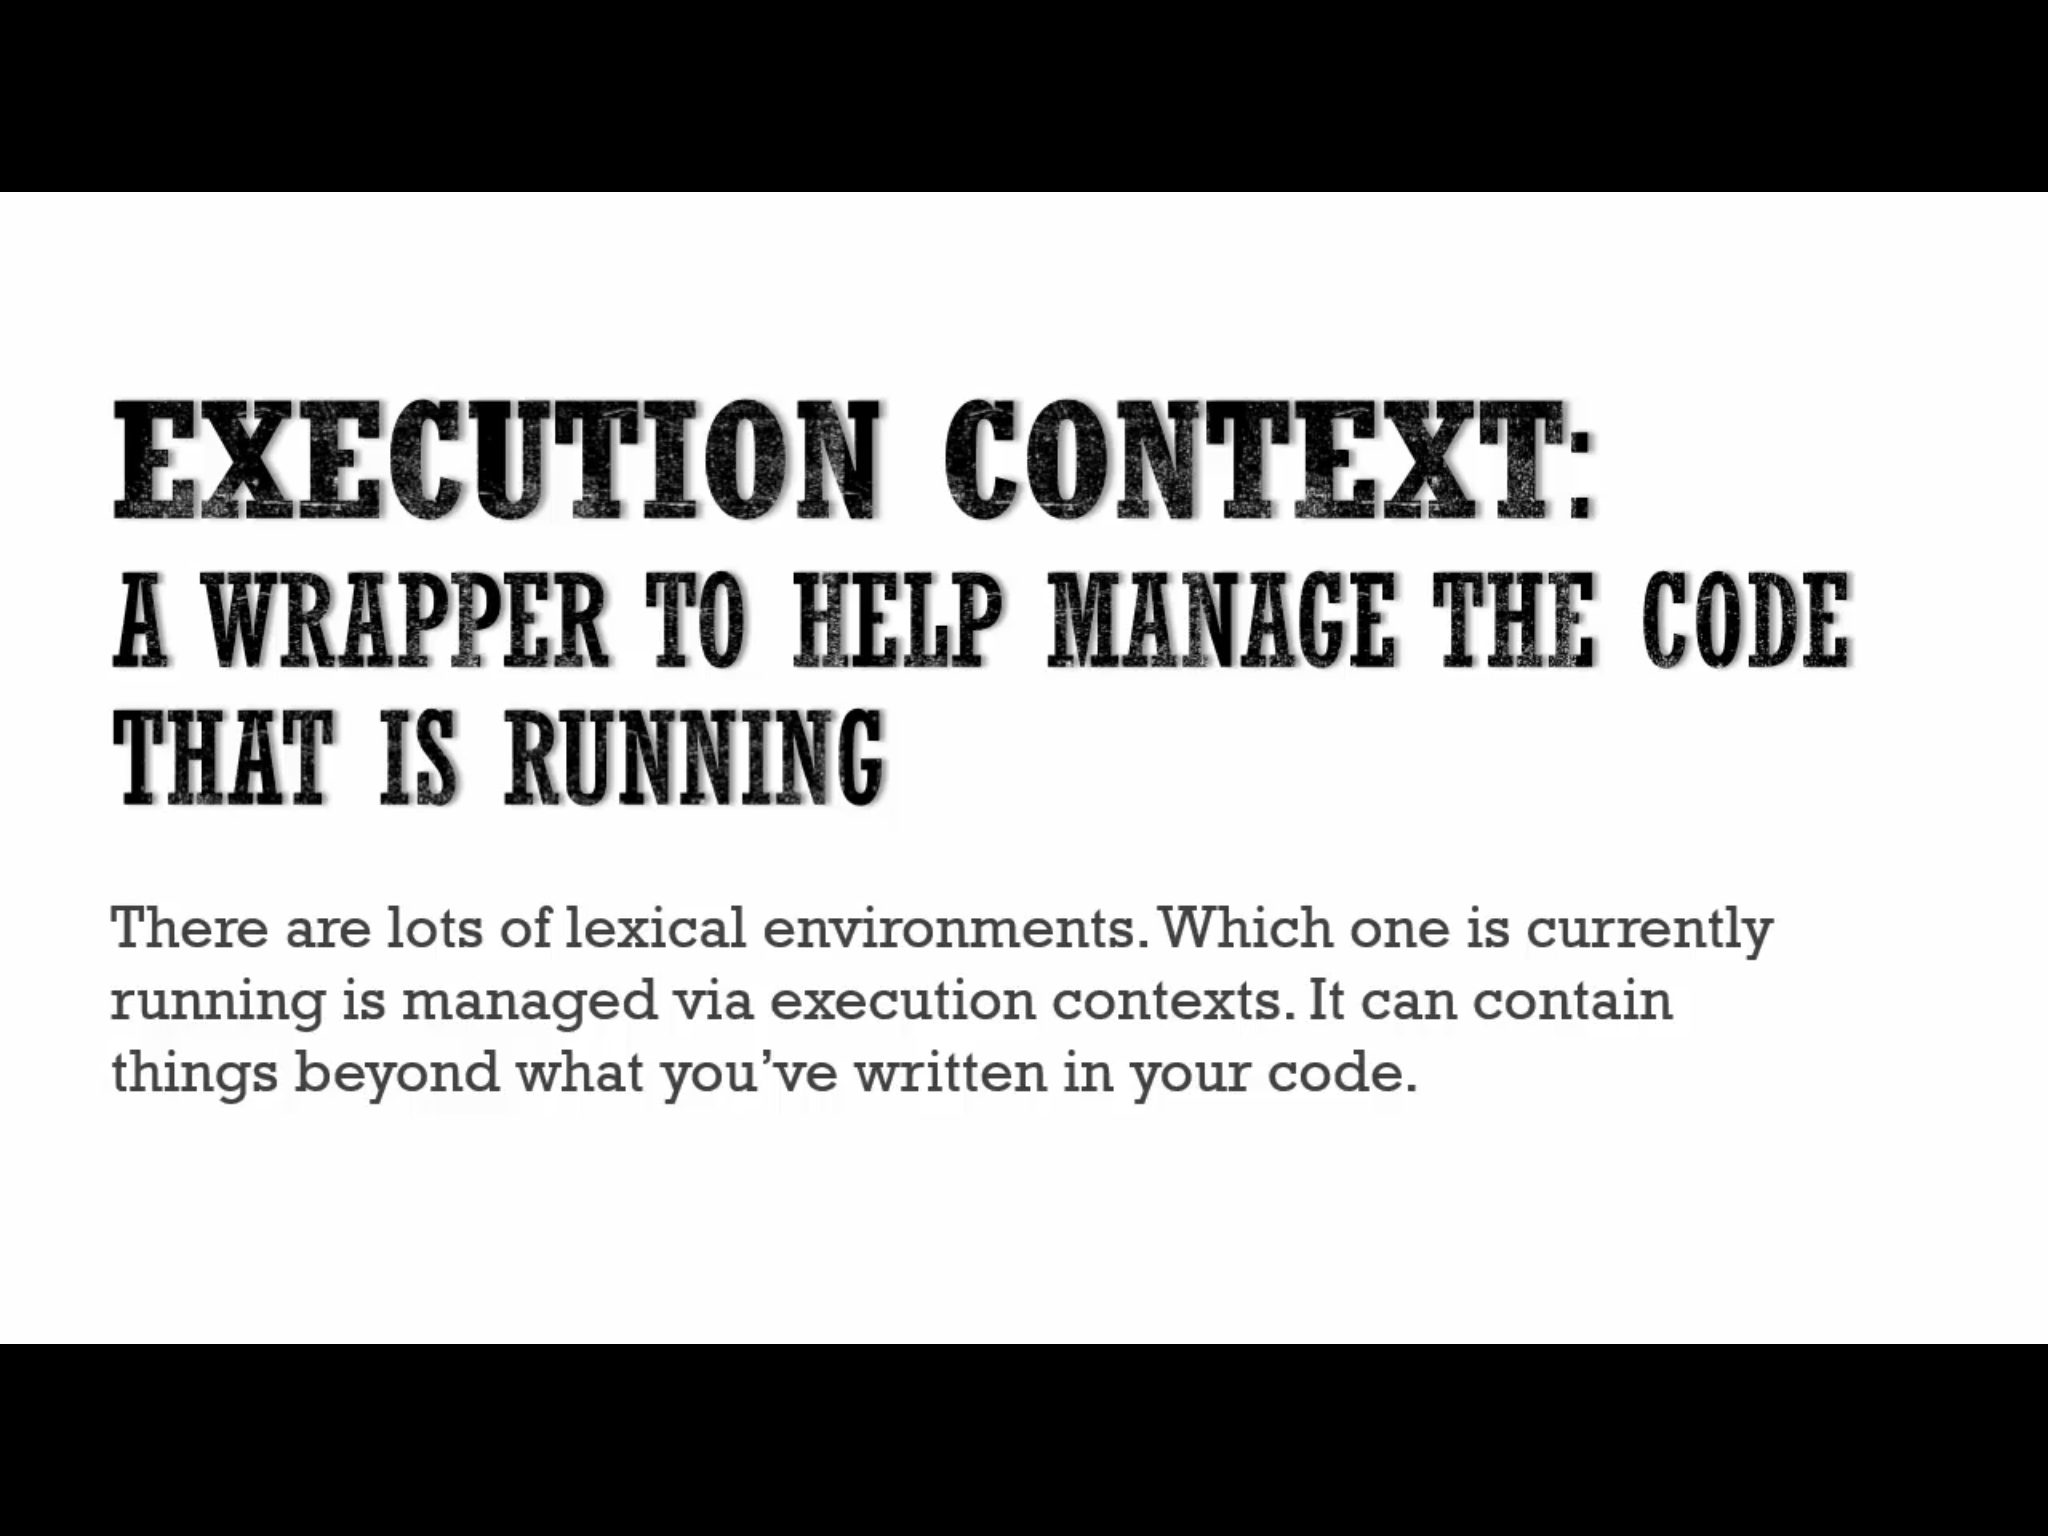 EXECUTION CONTEXT:
A WRAPPER TO HELP MANAGE THE CODE
THAT IS RUNNING
There are lots of lexical environments. Which one is currently
running is managed via execution contexts. It can contain
things beyond what you’ve written in your code.